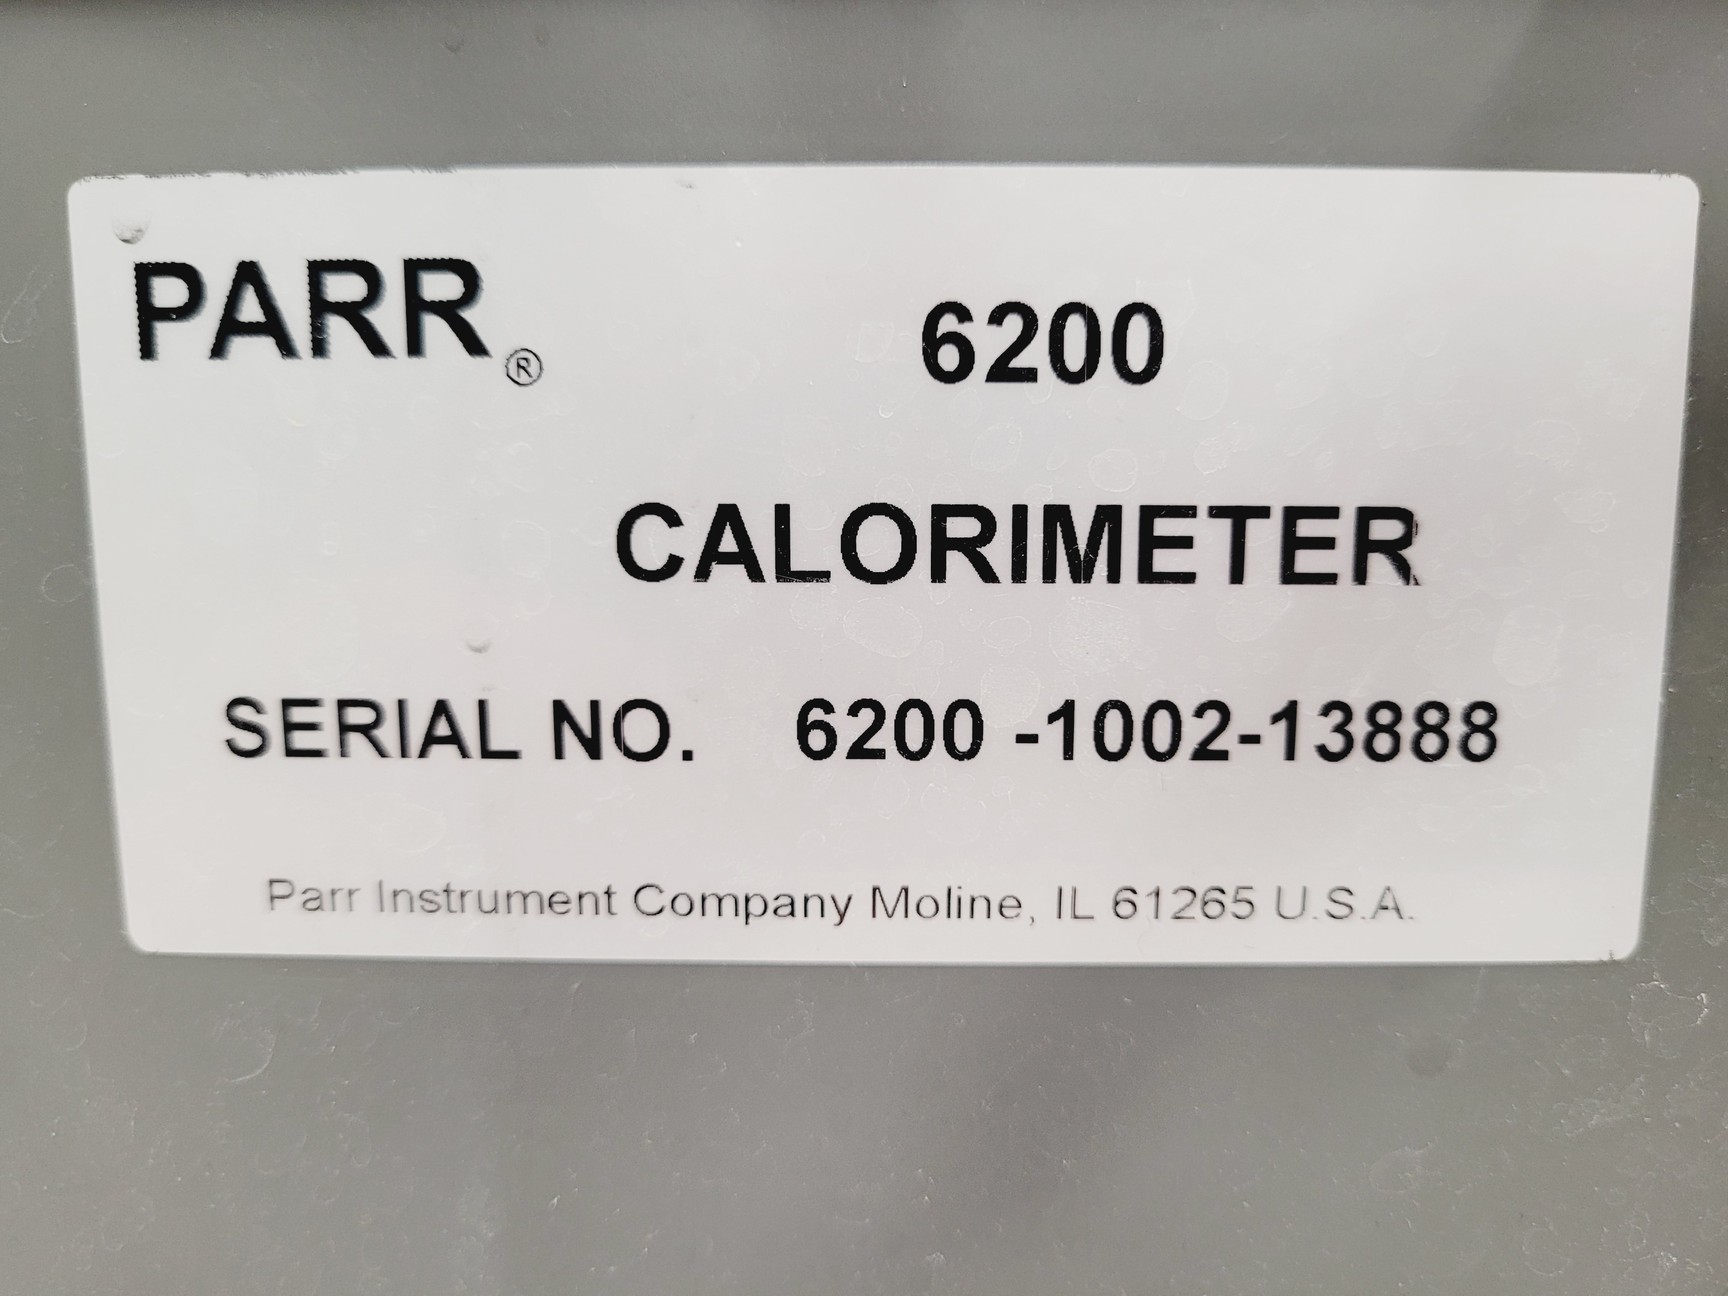 PARR® 6200
CALORIMETER
SERIAL NO. 6200 -1002-13888
Parr Instrument Company Moline, IL 61265 U.S.A.